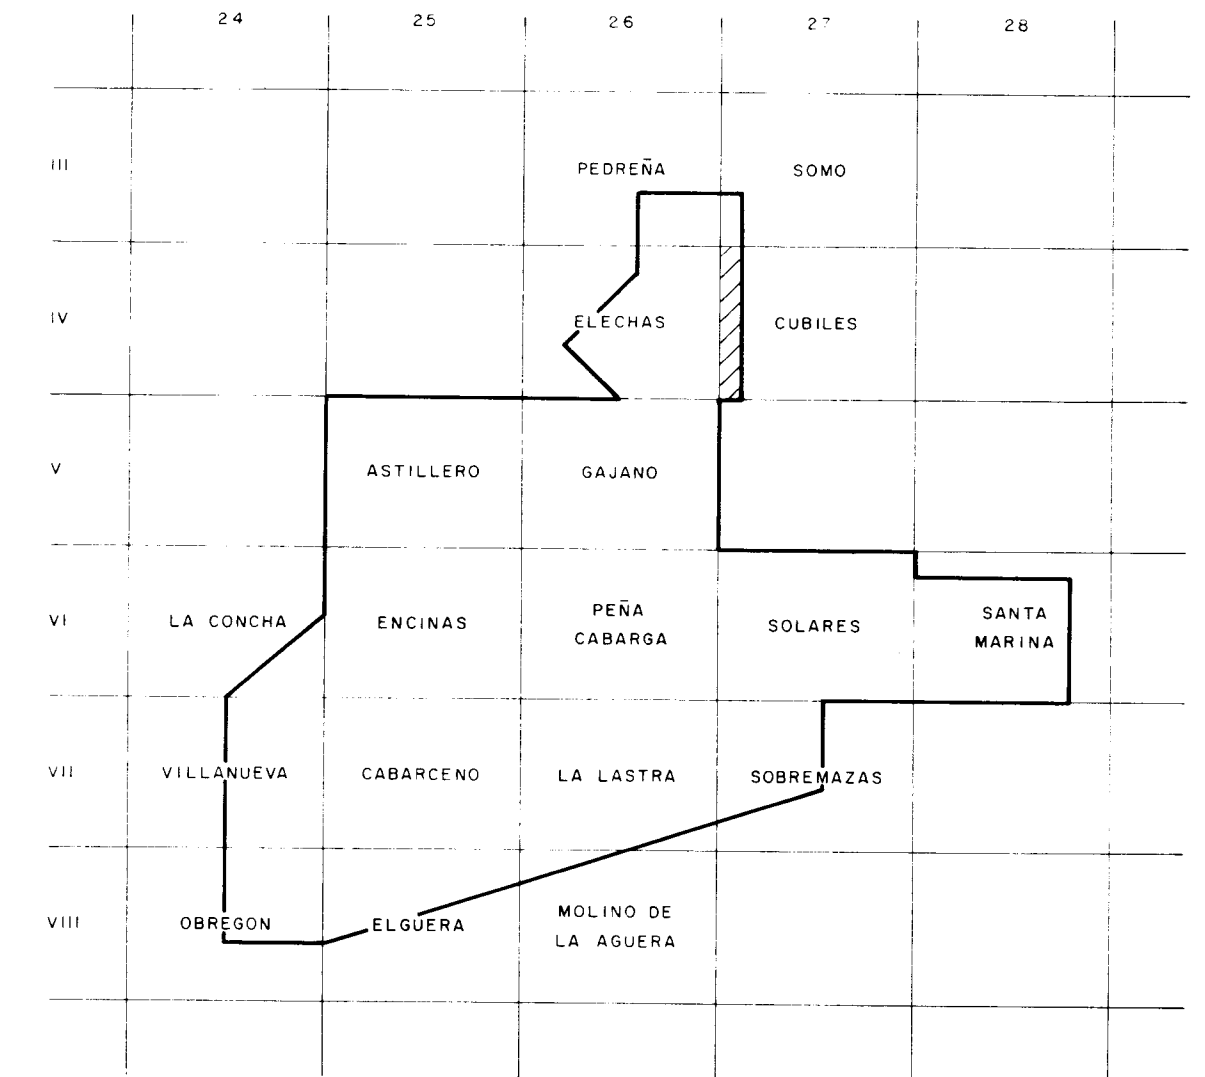 24 25 26 27 28
III PEDREÑA SOMO
IV ELECHAS CUBILES
V ASTILLERO GAJANO
VI LA CONCHA ENCINAS PEÑA CABARGA SOLARES SANTA MARINA
VII VILLANUEVA CABARCENO LA LASTRA SOBREMAZAS
VIII OBREGON ELGUERA MOLINO DE LA AGUERA